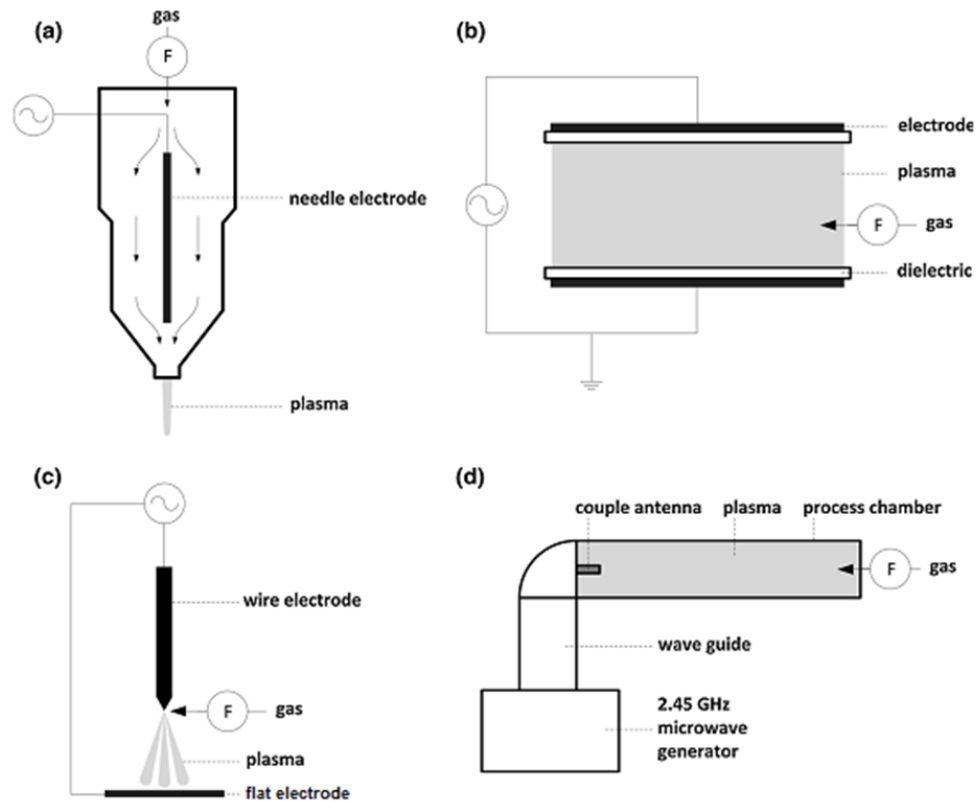 (a)
gas
F
needle electrode
plasma
(b)
electrode
plasma
F gas
dielectric
(c)
wire electrode
F gas
plasma
flat electrode
(d)
couple antenna plasma process chamber
F gas
wave guide
2.45 GHz
microwave
generator